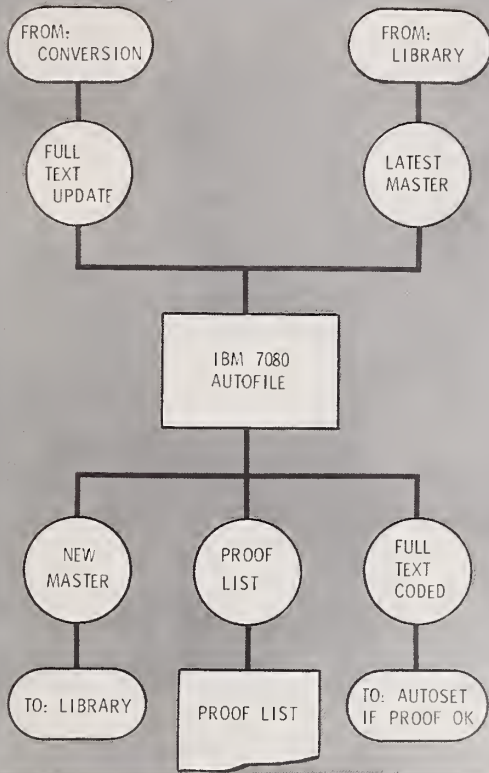 FROM:
CONVERSION
FROM:
LIBRARY
FULL
TEXT
UPDATE
LATEST
MASTER
IBM 7080
AUTOFILE
NEW
MASTER
PROOF
LIST
FULL
TEXT
CODED
TO: LIBRARY
PROOF LIST
TO: AUTOSET
IF PROOF OK